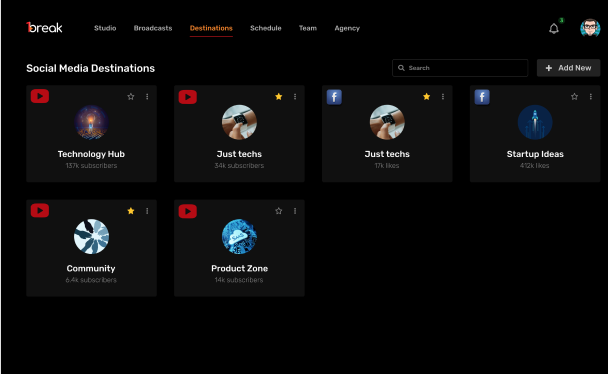 1break
Studio Broadcasts Destinations Schedule Team Agency
3
Social Media Destinations
Search
+ Add New
Technology Hub
137k subscribers
Just techs
34k subscribers
Just techs
17k likes
Startup Ideas
412k likes
Community
6.4k subscribers
Product Zone
14k subscribers